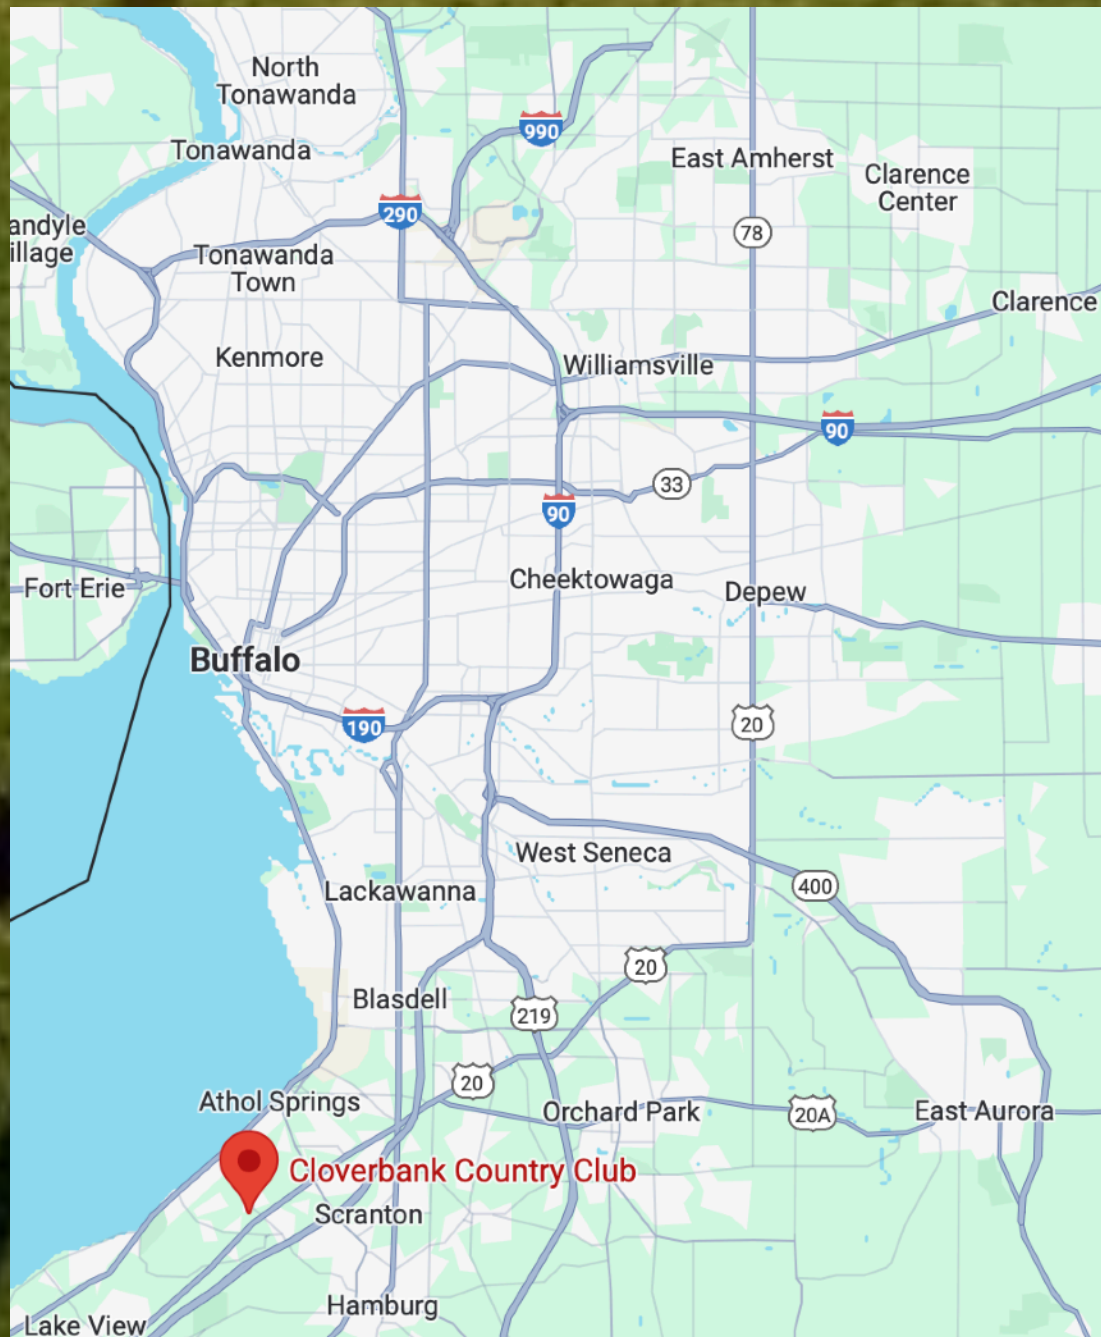 North
Tonawanda
990
Tonawanda
East Amherst
Clarence
Center
290
andyle
illage
78
Tonawanda
Town
Clarence
Kenmore
Williamsville
90
33
90
Cheektowaga
Fort Erie
Depew
Buffalo
190
20
West Seneca
400
Lackawanna
20
Blasdell
219
20
Athol Springs
Orchard Park
20A
East Aurora
Cloverbank Country Club
Scranton
Hamburg
Lake View